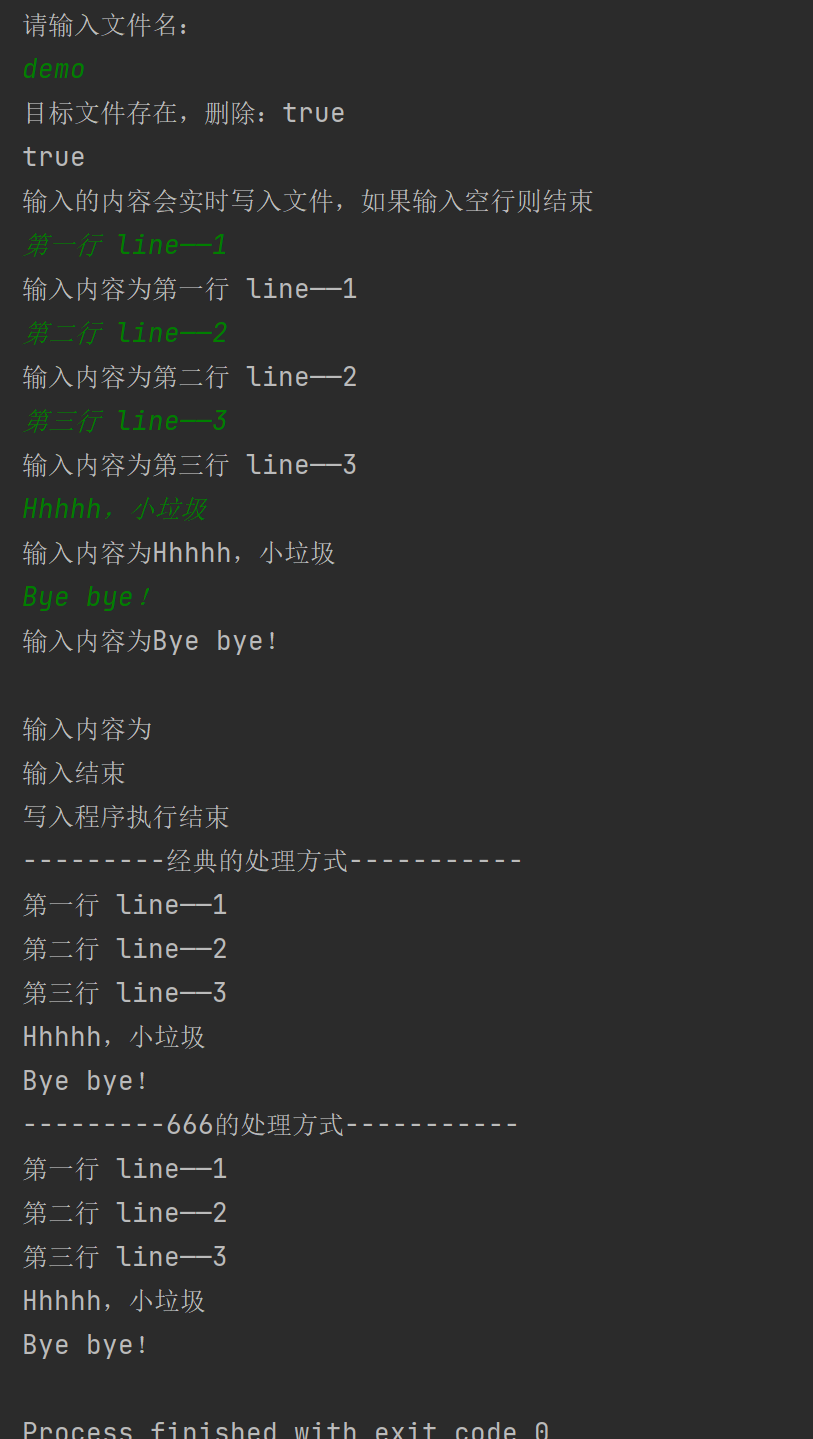 请输入文件名：
demo
目标文件存在，删除：true
true
输入的内容会实时写入文件，如果输入空行则结束
第一行 line——1
输入内容为第一行 line——1
第二行 line——2
输入内容为第二行 line——2
第三行 line——3
输入内容为第三行 line——3
Hhhhh，小垃圾
输入内容为Hhhhh，小垃圾
Bye bye！
输入内容为Bye bye！
输入内容为
输入结束
写入程序执行结束
---------经典的处理方式-----------
第一行 line——1
第二行 line——2
第三行 line——3
Hhhhh，小垃圾
Bye bye！
---------666的处理方式-----------
第一行 line——1
第二行 line——2
第三行 line——3
Hhhhh，小垃圾
Bye bye！
Process finished with exit code 0